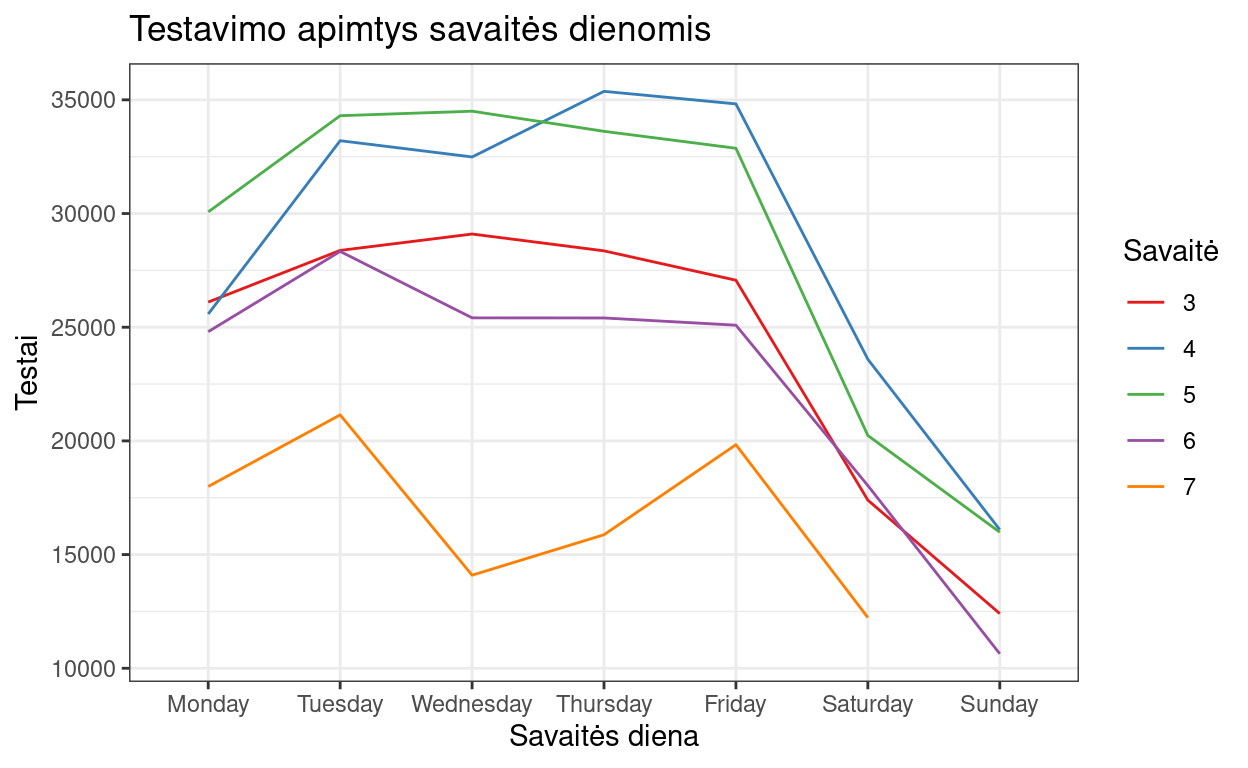 Testavimo apimtys savaitės dienomis
Testai
35000
30000
25000
20000
15000
10000
Monday Tuesday Wednesday Thursday Friday Saturday Sunday
Savaitės diena
Savaitė
3
4
5
6
7